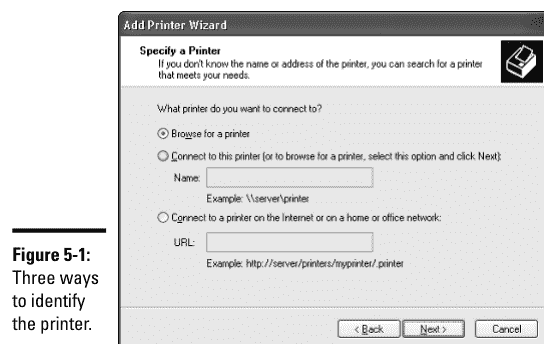 Add Printer Wizard
Specify a Printer
If you don't know the name or address of the printer, you can search for a printer
that meets your needs.
What printer do you want to connect to?
Browse for a printer
Connect to this printer (or to browse for a printer, select this option and click Next):
Name:
Example: \\server\printer
Connect to a printer on the Internet or on a home or office network:
URL:
Example: http://server/printers/myprinter/.printer
< Back
Next >
Cancel
Figure 5-1:
Three ways
to identify
the printer.